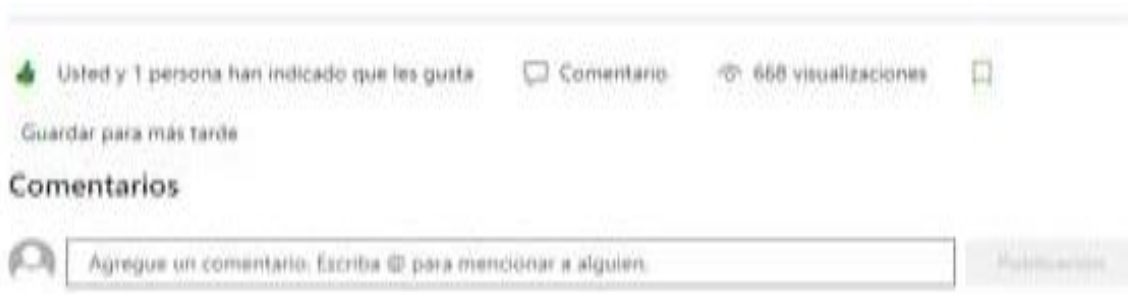 Usted y 1 persona han indicado que les gusta Comentario 668 visualizaciones
Guardar para más tarde
Comentarios
Agregue un comentario. Escriba @ para mencionar a alguien.